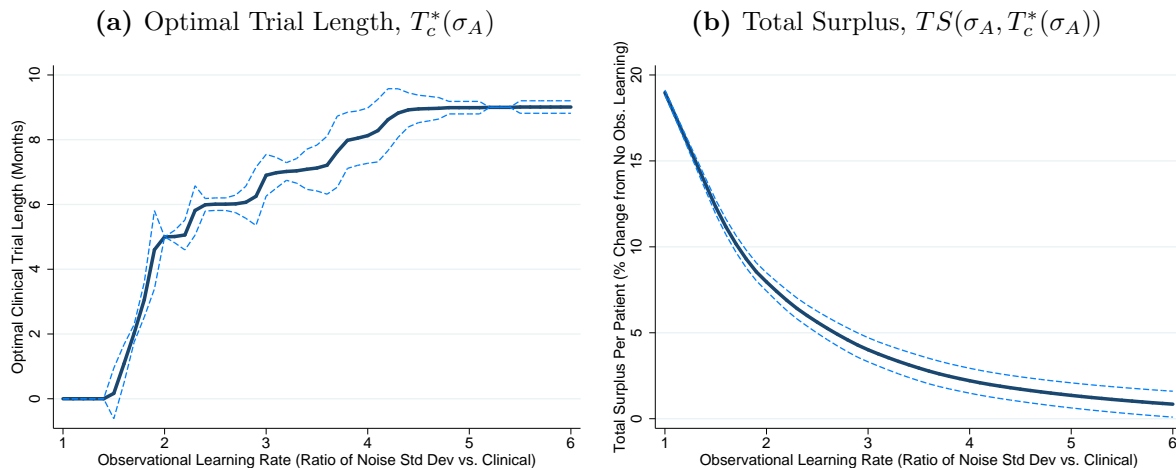 (a) Optimal Trial Length, T*c(σA)
Optimal Clinical Trial Length (Months)
10
8
6
4
2
0
1 2 3 4 5 6
Observational Learning Rate (Ratio of Noise Std Dev vs. Clinical)
(b) Total Surplus, TS(σA, T*c(σA))
Total Surplus Per Patient (% Change from No Obs. Learning)
20
15
10
5
0
1 2 3 4 5 6
Observational Learning Rate (Ratio of Noise Std Dev vs. Clinical)